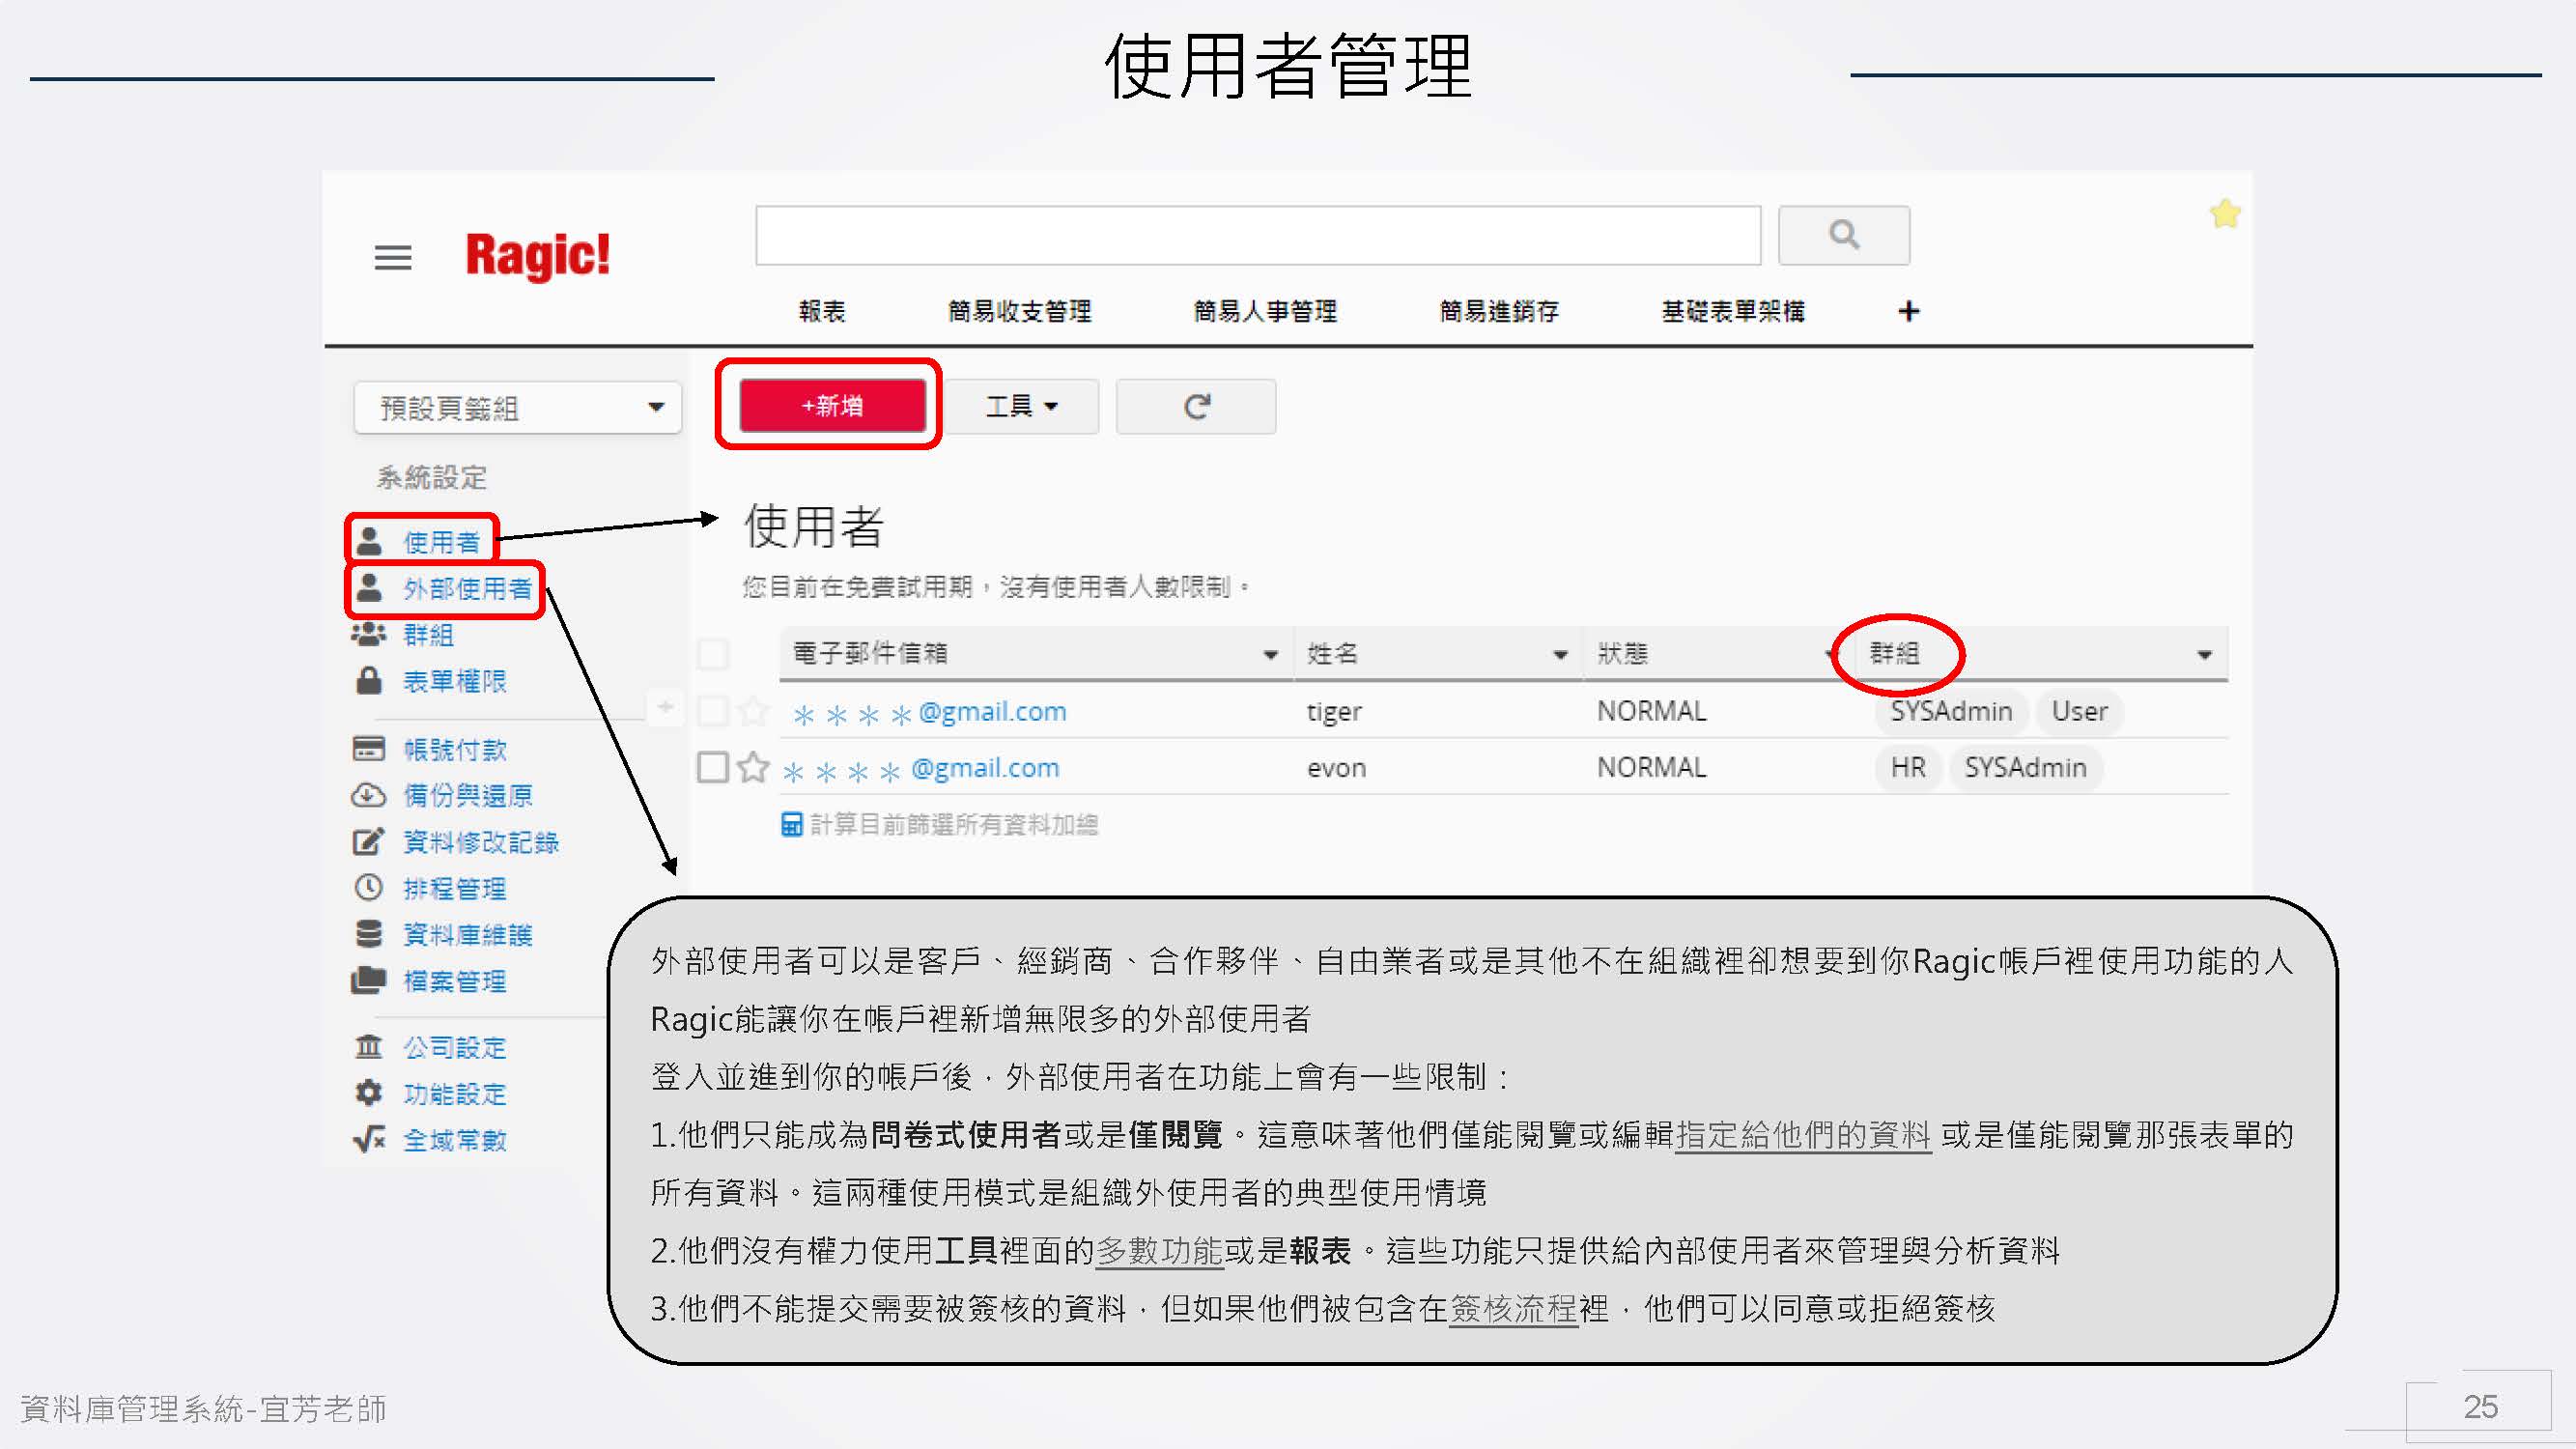 使用者管理
Ragic!
報表 簡易收支管理 簡易人事管理 簡易進銷存 基礎表單架構 +
預設頁籤組
+新增 工具
系統設定
使用者
外部使用者
群組
表單權限
帳號付款
備份與還原
資料修改記錄
排程管理
資料庫維護
檔案管理
公司設定
功能設定
全域常數
使用者
您目前在免費試用期，沒有使用者人數限制。
電子郵件信箱 姓名 狀態 群組
＊＊＊＊@gmail.com tiger NORMAL SYSAdmin User
＊＊＊＊@gmail.com evon NORMAL HR SYSAdmin
計算目前篩選所有資料加總
外部使用者可以是客戶、經銷商、合作夥伴、自由業者或是其他不在組織裡卻想要到你Ragic帳戶裡使用功能的人
Ragic能讓你在帳戶裡新增無限多的外部使用者
登入並進到你的帳戶後，外部使用者在功能上會有一些限制：
1.他們只能成為問卷式使用者或是僅閱覽。這意味著他們僅能閱覽或編輯指定給他們的資料 或是僅能閱覽那張表單的
所有資料。這兩種使用模式是組織外使用者的典型使用情境
2.他們沒有權力使用工具裡面的多數功能或是報表。這些功能只提供給內部使用者來管理與分析資料
3.他們不能提交需要被簽核的資料，但如果他們被包含在簽核流程裡，他們可以同意或拒絕簽核
資料庫管理系統-宜芳老師
25